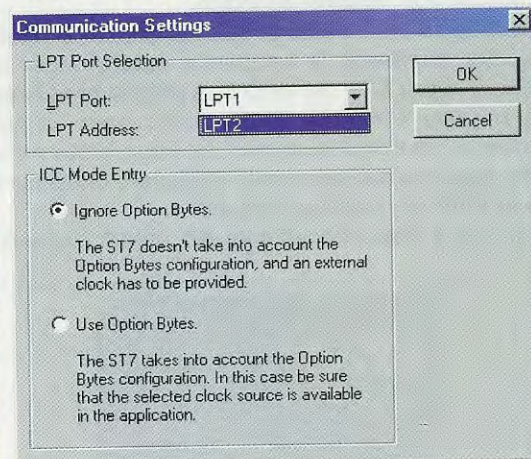 Communication Settings
LPT Port Selection
LPT Port:
LPT1
LPT Address:
LPT2
OK
Cancel
ICC Mode Entry
Ignore Option Bytes.
The ST7 doesn't take into account the
Option Bytes configuration, and an external
clock has to be provided.
Use Option Bytes.
The ST7 takes into account the Option
Bytes configuration. In this case be sure
that the selected clock source is available
in the application.